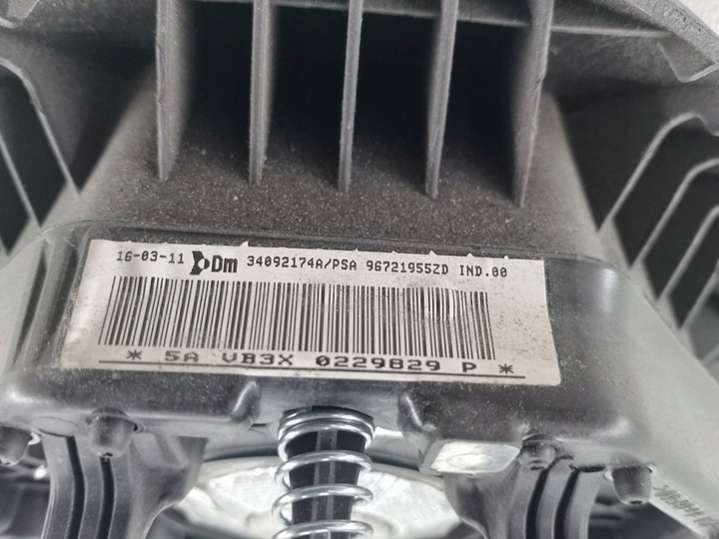 16-03-11 Dm 34092174A/PSA 96721955ZD IND.00
* 5A VB3X 0229829 P *